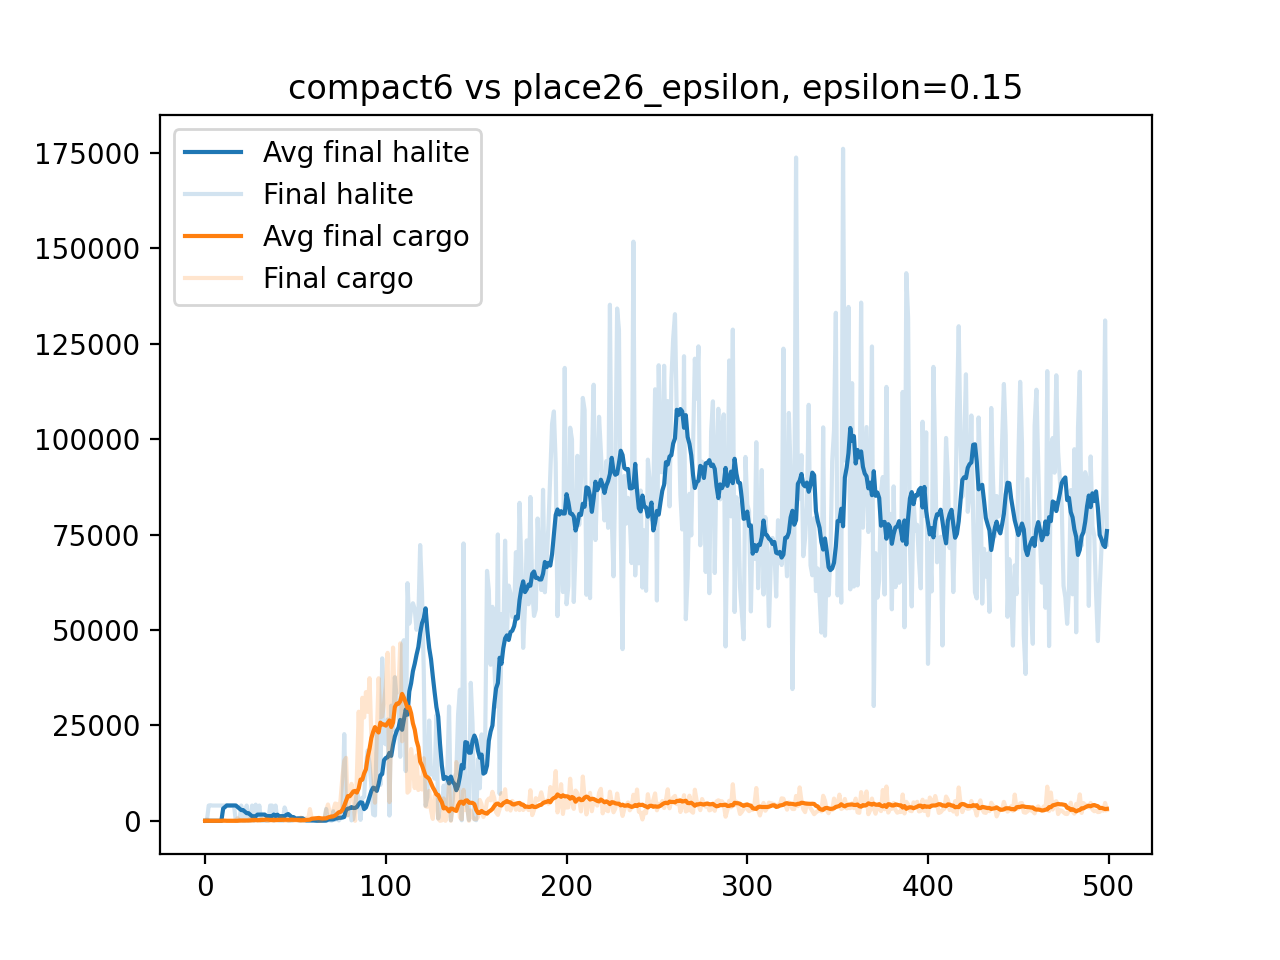 compact6 vs place26_epsilon, epsilon=0.15
Avg final halite
Final halite
Avg final cargo
Final cargo
175000
150000
125000
100000
75000
50000
25000
0
0 100 200 300 400 500